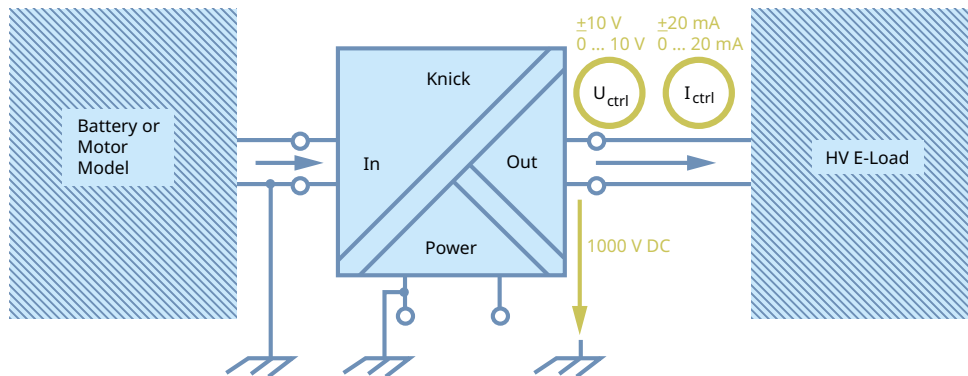 ±10 V
0 ... 10 V
±20 mA
0 ... 20 mA
Uctrl
Ictrl
Knick
Battery or
Motor
Model
In
Out
HV E-Load
Power
1000 V DC